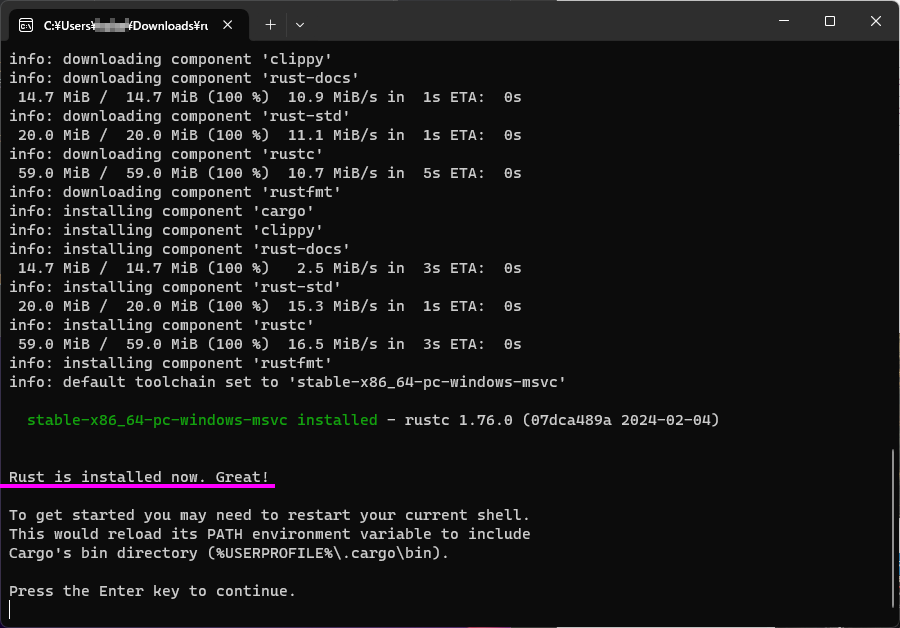 C:¥Users¥ ¥Downloads¥ru
info: downloading component 'clippy'
info: downloading component 'rust-docs'
 14.7 MiB /  14.7 MiB (100 %)  10.9 MiB/s in  1s ETA:  0s
info: downloading component 'rust-std'
 20.0 MiB /  20.0 MiB (100 %)  11.1 MiB/s in  1s ETA:  0s
info: downloading component 'rustc'
 59.0 MiB /  59.0 MiB (100 %)  10.7 MiB/s in  5s ETA:  0s
info: downloading component 'rustfmt'
info: installing component 'cargo'
info: installing component 'clippy'
info: installing component 'rust-docs'
 14.7 MiB /  14.7 MiB (100 %)   2.5 MiB/s in  3s ETA:  0s
info: installing component 'rust-std'
 20.0 MiB /  20.0 MiB (100 %)  15.3 MiB/s in  1s ETA:  0s
info: installing component 'rustc'
 59.0 MiB /  59.0 MiB (100 %)  16.5 MiB/s in  3s ETA:  0s
info: installing component 'rustfmt'
info: default toolchain set to 'stable-x86_64-pc-windows-msvc'
  stable-x86_64-pc-windows-msvc installed - rustc 1.76.0 (07dca489a 2024-02-04)
Rust is installed now. Great!
To get started you may need to restart your current shell.
This would reload its PATH environment variable to include
Cargo's bin directory (%USERPROFILE%\.cargo\bin).
Press the Enter key to continue.